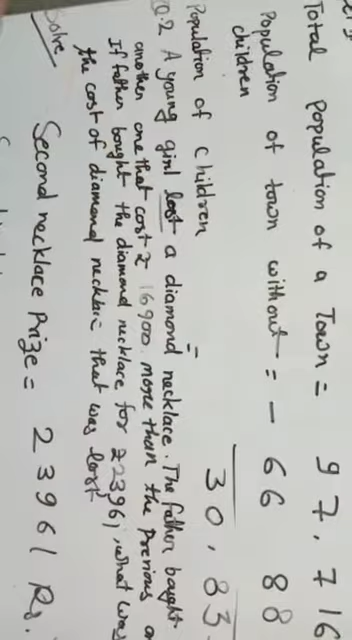 Total population of a Town = 97,716
Population of town without = - 66 88
children
Population of children = 30,83
Q.2 A young girl lost a diamond necklace. The father bought
another one that cost ₹ 16900 more than the previous
If father bought the diamond necklace for ₹ 23961, what was
the cost of diamond necklace that was lost
Solve
Second necklace Prize = 23961 Rs.